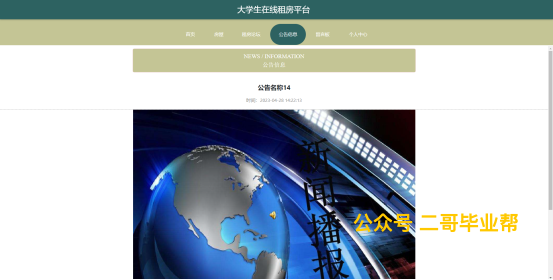 大学生在线租房平台
首页
房屋
租房论坛
公告信息
留言板
个人中心
NEWS / INFORMATION
公告信息
公告名称14
时间：2023-04-28 14:22:12
新闻播报
公众号 二哥毕业帮